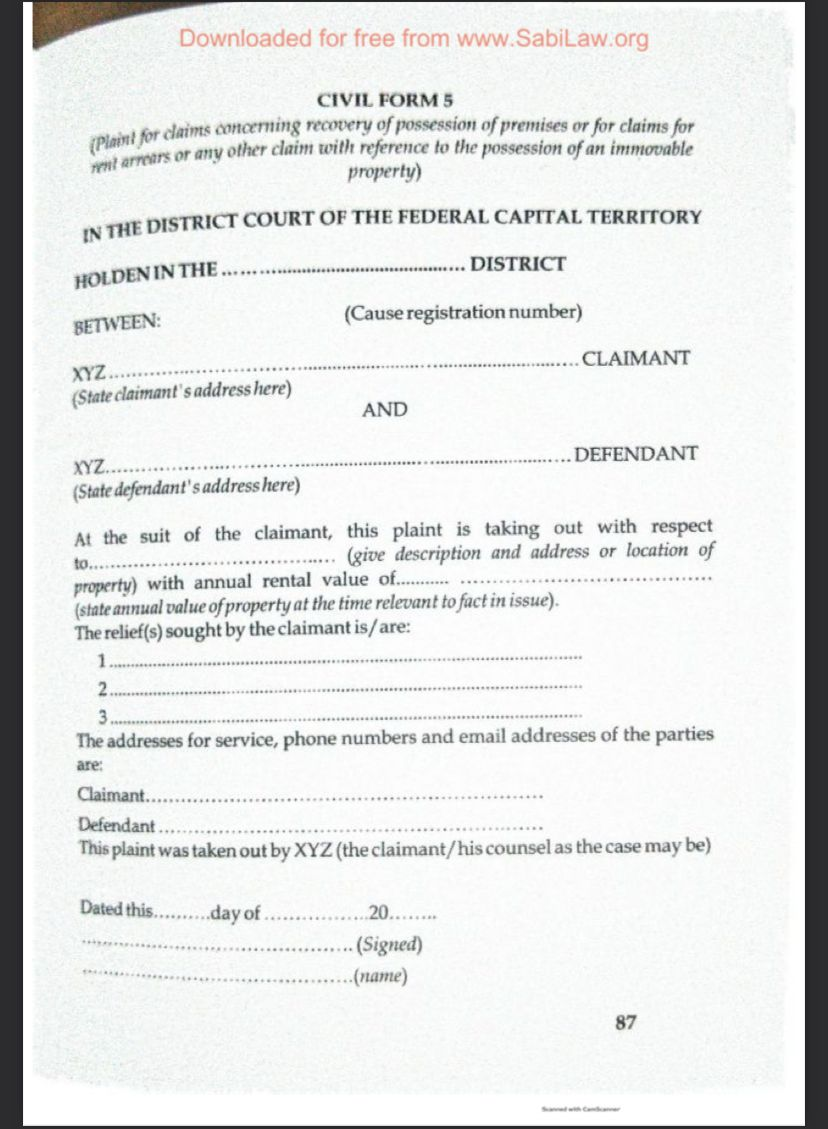 Downloaded for free from www.SabiLaw.org
CIVIL FORM 5
(Plaint for claims concerning recovery of possession of premises or for claims for
rent arrears or any other claim with reference to the possession of an immovable
property)
IN THE DISTRICT COURT OF THE FEDERAL CAPITAL TERRITORY
HOLDEN IN THE ................................................ DISTRICT
BETWEEN: (Cause registration number)
XYZ................................................................................CLAIMANT
(State claimant's address here)
AND
XYZ................................................................................DEFENDANT
(State defendant's address here)
At the suit of the claimant, this plaint is taking out with respect
to........................................ (give description and address or location of
property) with annual rental value of........... ........................................
(state annual value of property at the time relevant to fact in issue).
The relief(s) sought by the claimant is/are:
1................................................................................
2................................................................................
3................................................................................
The addresses for service, phone numbers and email addresses of the parties
are:
Claimant................................................................
Defendant................................................................
This plaint was taken out by XYZ (the claimant/his counsel as the case may be)
Dated this..........day of ..................20........
............................................. (Signed)
.............................................(name)
87
Scanned with CamScanner